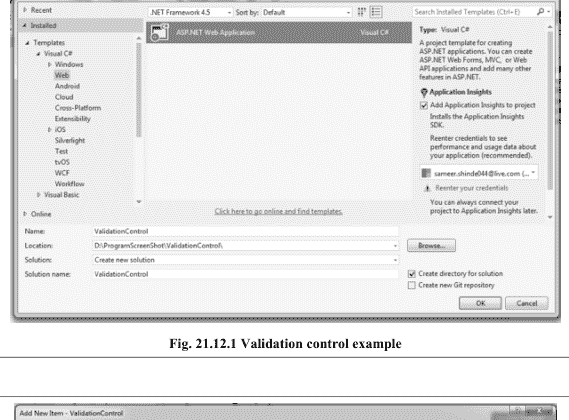 Recent
.NET Framework 4.5 Sort by: Default Search Installed Templates (Ctrl+E)
Installed
Templates
Visual C#
Windows
Web
Android
Cloud
Cross-Platform
Extensibility
iOS
Silverlight
Test
tvOS
WCF
Workflow
Visual Basic
Online
ASP.NET Web Application Visual C#
Click here to go online and find templates.
Type: Visual C#
A project template for creating
ASP.NET applications. You can create
ASP.NET Web Forms, MVC, or Web
API applications and add many other
features in ASP.NET.
Application Insights
Add Application Insights to project
Installs the Application Insights
SDK.
Reenter credentials to see
performance and usage data about
your application (recommended).
sameer.shinde044@live.com (...
Reenter your credentials
You can always connect your
project to Application Insights later.
Name: ValidationControl
Location: D:\ProgramScreenShot\ValidationControl\ Browse...
Solution: Create new solution
Solution name: ValidationControl
Create directory for solution
Create new Git repository
OK Cancel
Fig. 21.12.1 Validation control example
Add New Item - ValidationControl